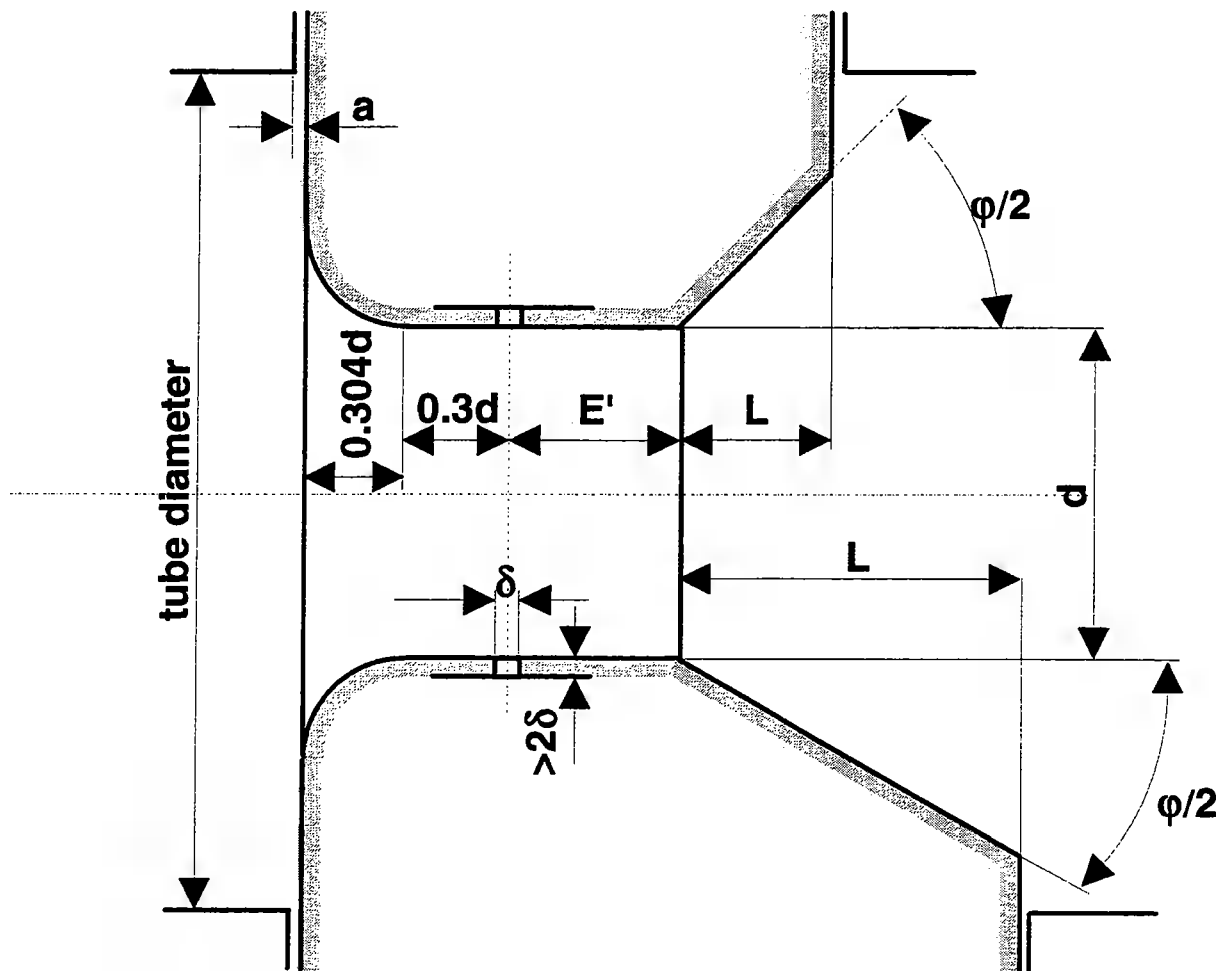 a
φ/2
tube diameter
0.304d
0.3d
E'
L
d
δ
L
>2δ
φ/2